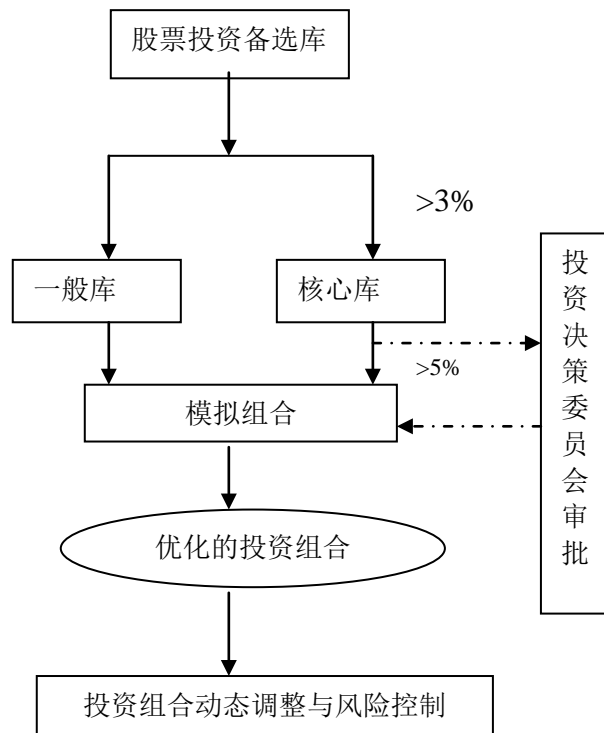 股票投资备选库
>3%
一般库
核心库
投资决策委员会审批
>5%
模拟组合
优化的投资组合
投资组合动态调整与风险控制